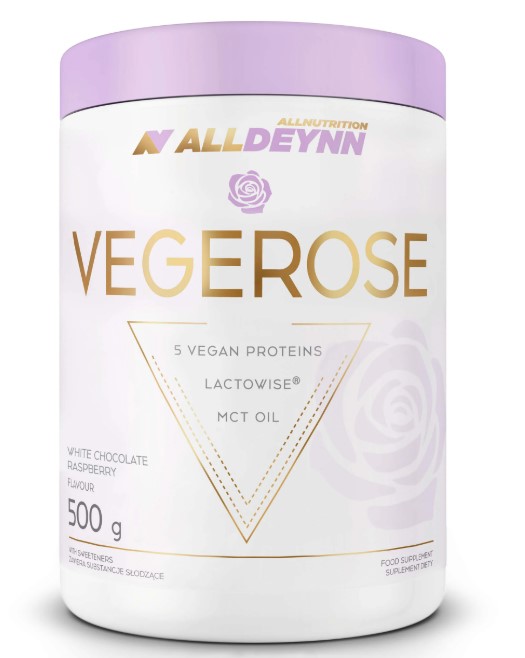 ALLNUTRITION
ALLDEYNN
VEGEROSE
5 VEGAN PROTEINS
LACTOWISE®
MCT OIL
WHITE CHOCOLATE
RASPBERRY
FLAVOUR
500 g
WITH SWEETENERS
ZAWIERA SUBSTANCJE SŁODZĄCE
FOOD SUPPLEMENT
SUPLEMENT DIETY